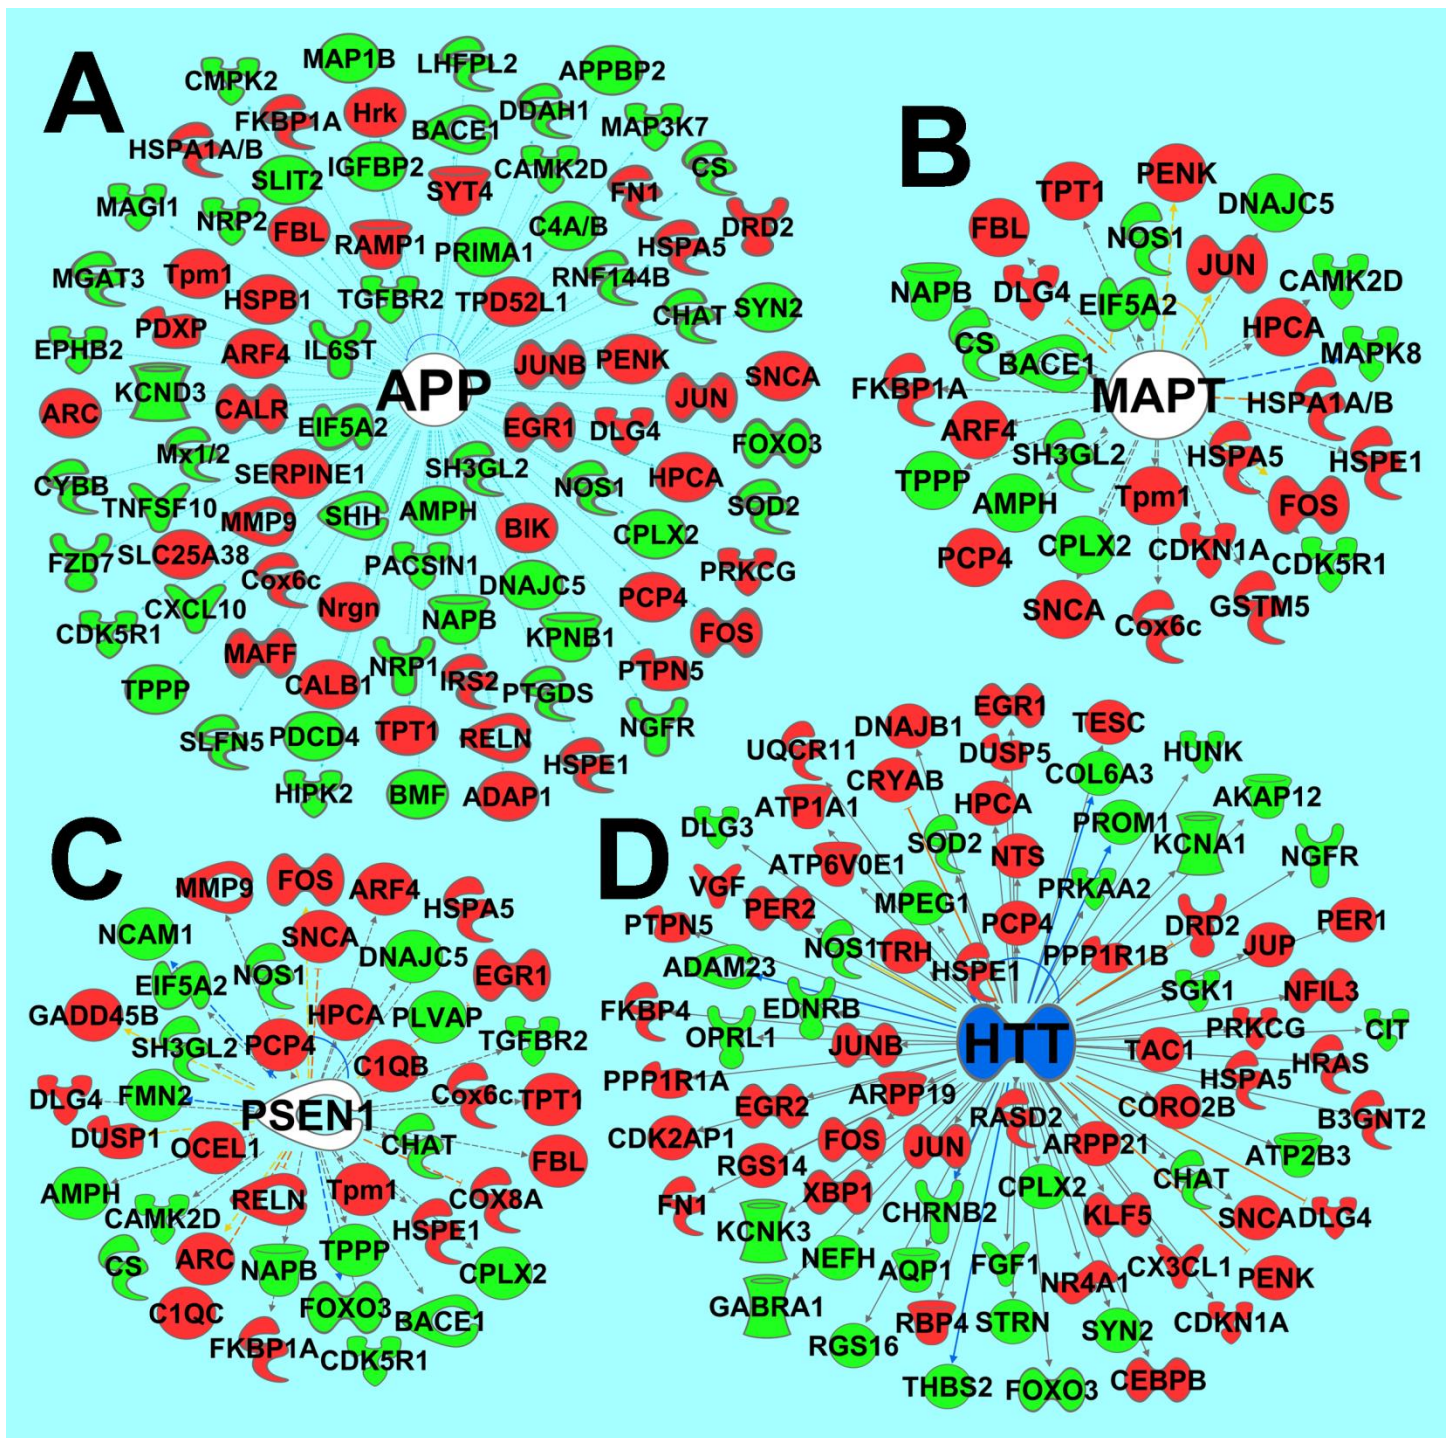 A
MAP1B
LHFPL2
CMPK2
APPBP2
FKBP1A
Hrk
BACE1
DDAH1
MAP3K7
HSPA1A/B
SLIT2
IGFBP2
SYT4
CAMK2D
CS
FN1
MAGI1
NRP2
FBL
RAMP1
PRIMA1
C4A/B
DRD2
HSPA5
MGAT3
Tpm1
HSPB1
TGFBR2
TPD52L1
RNF144B
CHAT
SYN2
PDXP
EPHB2
ARF4
IL6ST
JUNB
PENK
SNCA
KCND3
APP
ARC
CALR
JUN
EIF5A2
EGR1
DLG4
FOXO3
Mx1/2
SERPINE1
SH3GL2
HPCA
CYBB
NOS1
SOD2
TNFSF10
MMP9
SHH
AMPH
BIK
CPLX2
FZD7
SLC25A38
PACSIN1
DNAJC5
PRKCG
Cox6c
CXCL10
Nrgn
NAPB
PCP4
CDK5R1
KPNB1
FOS
MAFF
CALB1
NRP1
IRS2
PTGDS
PTPN5
TPPP
NGFR
SLFN5
PDCD4
TPT1
RELN
HSPE1
HIPK2
BMF
ADAP1
B
PENK
TPT1
DNAJC5
FBL
NOS1
JUN
NAPB
DLG4
EIF5A2
CAMK2D
HPCA
CS
BACE1
MAPK8
FKBP1A
MAPT
HSPA1A/B
ARF4
SH3GL2
HSPA5
HSPE1
TPPP
AMPH
Tpm1
FOS
PCP4
CPLX2
CDKN1A
CDK5R1
SNCA
Cox6c
GSTM5
C
MMP9
FOS
ARF4
HSPA5
NCAM1
SNCA
DNAJC5
EIF5A2
NOS1
EGR1
GADD45B
HPCA
PLVAP
SH3GL2
PCP4
TGFBR2
C1QB
DLG4
FMN2
Cox6c
TPT1
PSEN1
DUSP1
OCEL1
CHAT
FBL
AMPH
RELN
Tpm1
COX8A
CAMK2D
HSPE1
CS
ARC
NAPB
TPPP
CPLX2
C1QC
FOXO3
BACE1
FKBP1A
CDK5R1
D
EGR1
DNAJB1
TESC
UQCR11
DUSP5
HUNK
CRYAB
COL6A3
ATP1A1
HPCA
AKAP12
DLG3
PROM1
SOD2
KCNA1
ATP6V0E1
NTS
NGFR
VGF
PRKAA2
PTPN5
PER2
MPEG1
PCP4
DRD2
PER1
NOS1
TRH
PPP1R1B
JUP
ADAM23
HSPE1
SGK1
NFIL3
FKBP4
EDNRB
OPRL1
PRKCG
CIT
JUNB
HTT
TAC1
HRAS
PPP1R1A
ARPP19
HSPA5
EGR2
RASD2
CORO2B
B3GNT2
CDK2AP1
FOS
JUN
ARPP21
ATP2B3
RGS14
CHAT
XBP1
CPLX2
FN1
CHRNB2
KLF5
SNCA
DLG4
KCNK3
NEFH
AQP1
FGF1
NR4A1
CX3CL1
PENK
GABRA1
RBP4
STRN
SYN2
CDKN1A
RGS16
THBS2
FOXO3
CEBPB